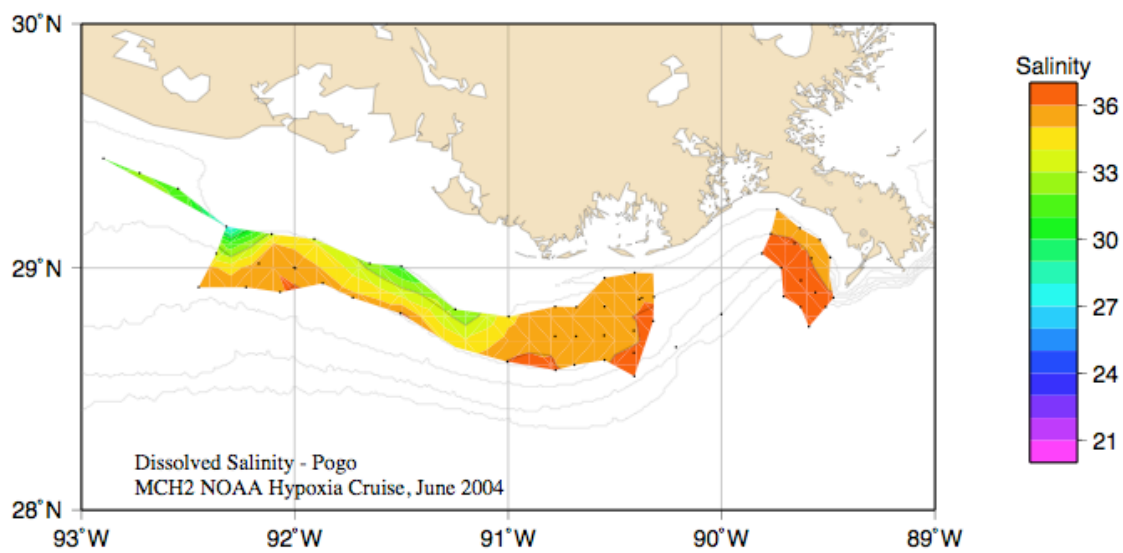 30˚N
29˚N
28˚N
93˚W
92˚W
91˚W
90˚W
89˚W
Dissolved Salinity - Pogo
MCH2 NOAA Hypoxia Cruise, June 2004
Salinity
36
33
30
27
24
21